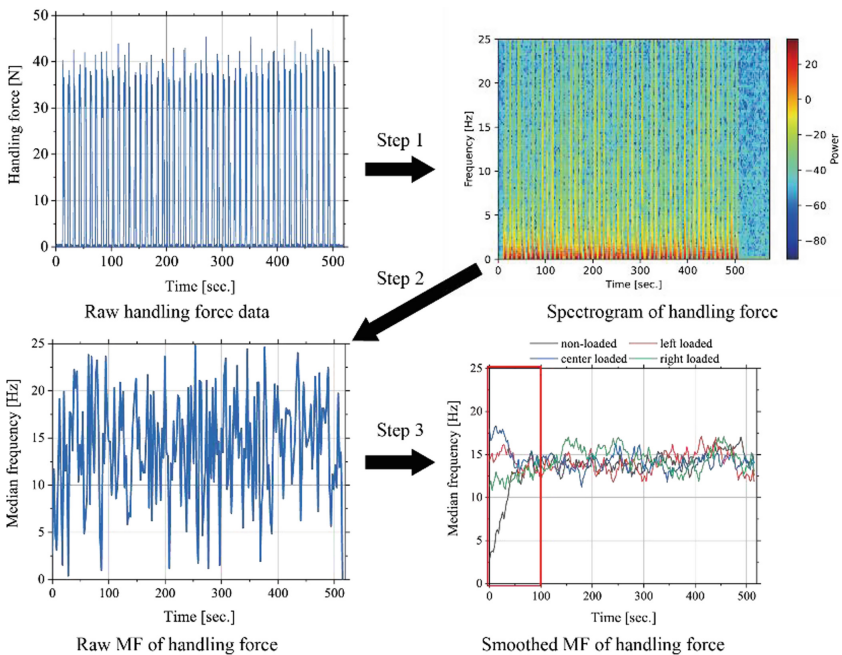 50
40
30
20
10
0
0 100 200 300 400 500
Handling force [N]
Time [sec.]
Raw handling force data
Step 1
25
20
15
10
5
0
0 100 200 300 400 500
Frequency [Hz]
Time [sec.]
20
0
−20
−40
−60
−80
Power
Spectrogram of handling force
Step 2
25
20
15
10
5
0
0 100 200 300 400 500
Median frequency [Hz]
Time [sec.]
Raw MF of handling force
Step 3
non-loaded left loaded
center loaded right loaded
25
20
15
10
5
0
0 100 200 300 400 500
Median frequency [Hz]
Time [sec.]
Smoothed MF of handling force